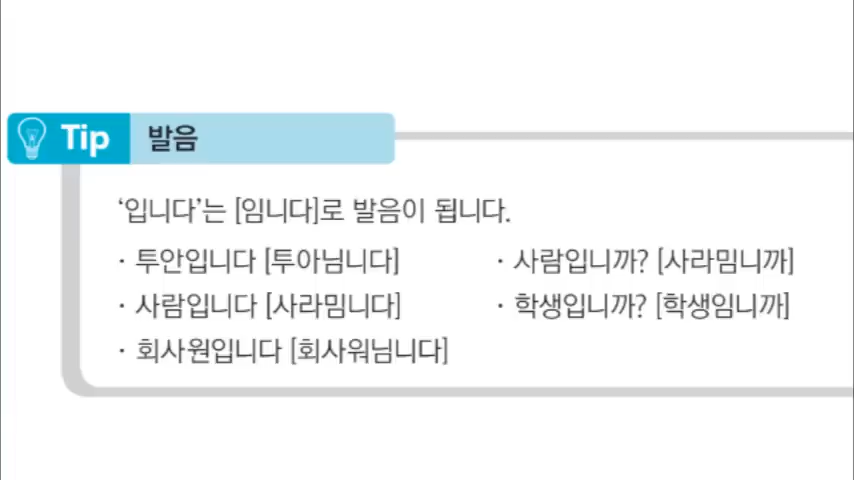 Tip 발음
‘입니다’는 [임니다]로 발음이 됩니다.
· 투안입니다 [투아님니다]
· 사람입니까? [사라밈니까]
· 사람입니다 [사라밈니다]
· 학생입니까? [학생임니까]
· 회사원입니다 [회사워님니다]